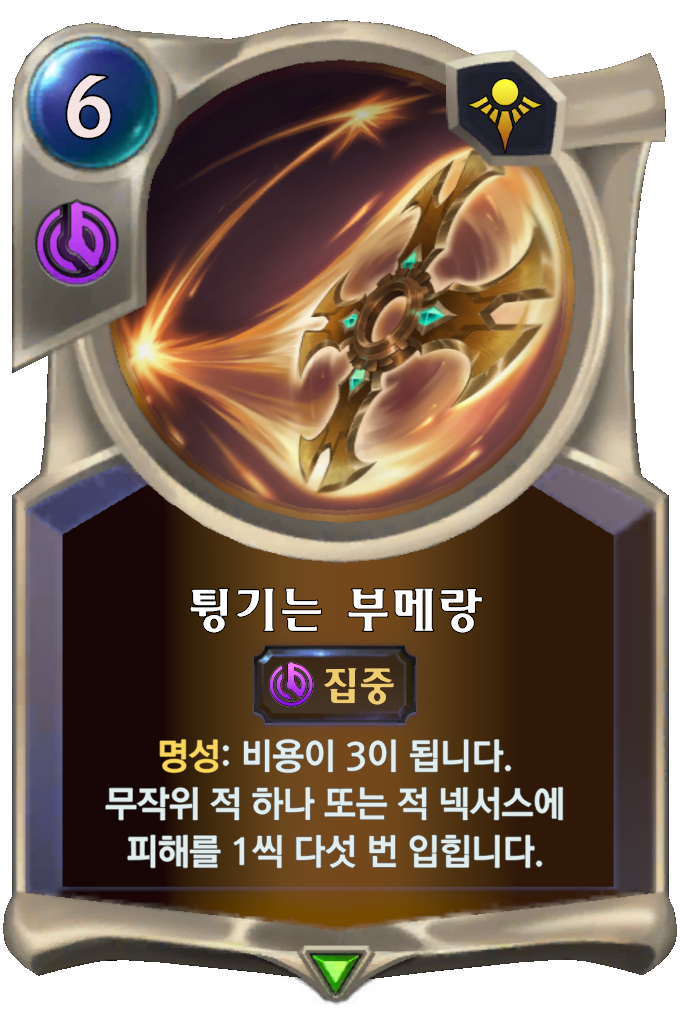 6
튕기는 부메랑
집중
명성: 비용이 3이 됩니다.
무작위 적 하나 또는 적 넥서스에
피해를 1씩 다섯 번 입힙니다.